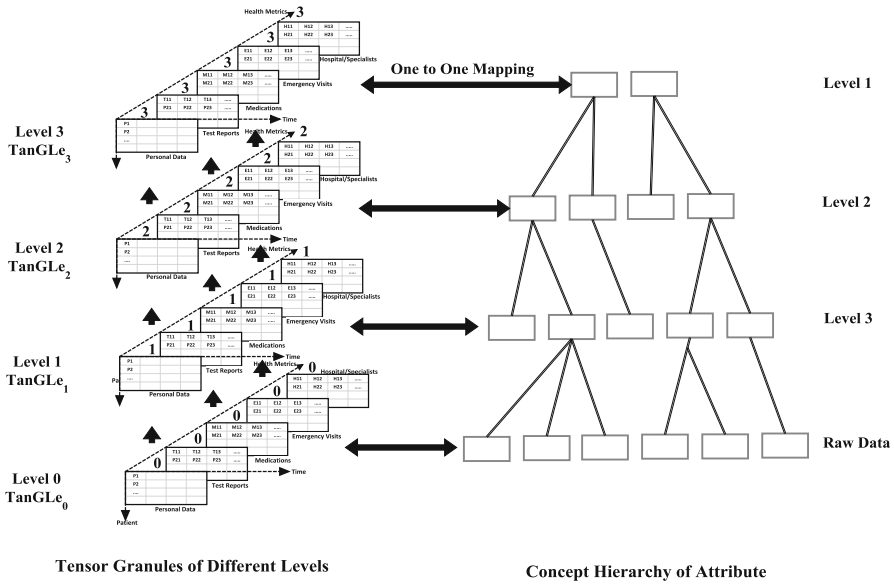 Health Metrics 3
H11 H12 H13 .....
H21 H22 H23
3
E11 E12 E13 .....
E21 E22 E23
Hospital/Specialists
3
M11 M12 M13 .....
M21 M22 M23
Emergency Visits
3
T11 T12 T13 .....
P21 P22 P23 .....
Medications
3
P1
P2
....
Time
Test Reports
Personal Data
Level 3
TanGLe3
One to One Mapping
Level 1
Health Metrics 2
H11 H12 H13 .....
H21 H22 H23
2
E11 E12 E13 .....
E21 E22 E23
Hospital/Specialists
2
M11 M12 M13 .....
M21 M22 M23
Emergency Visits
2
T11 T12 T13 .....
P21 P22 P23 .....
Medications
2
P1
P2
....
Time
Test Reports
Personal Data
Level 2
TanGLe2
Level 2
Health Metrics 1
H11 H12 H13 .....
H21 H22 H23
1
E11 E12 E13 .....
E21 E22 E23
Hospital/Specialists
1
M11 M12 M13 .....
M21 M22 M23
Emergency Visits
1
T11 T12 T13 .....
P21 P22 P23 .....
Medications
1
P1
P2
....
Time
Test Reports
Pa
Personal Data
Level 1
TanGLe1
Level 3
Health Metrics 0
H11 H12 H13 .....
H21 H22 H23
0
E11 E12 E13 .....
E21 E22 E23
Hospital/Specialists
0
M11 M12 M13 .....
M21 M22 M23
Emergency Visits
0
T11 T12 T13 .....
P21 P22 P23 .....
Medications
0
P1
P2
....
Time
Test Reports
Personal Data
Patient
Level 0
TanGLe0
Raw Data
Tensor Granules of Different Levels
Concept Hierarchy of Attribute